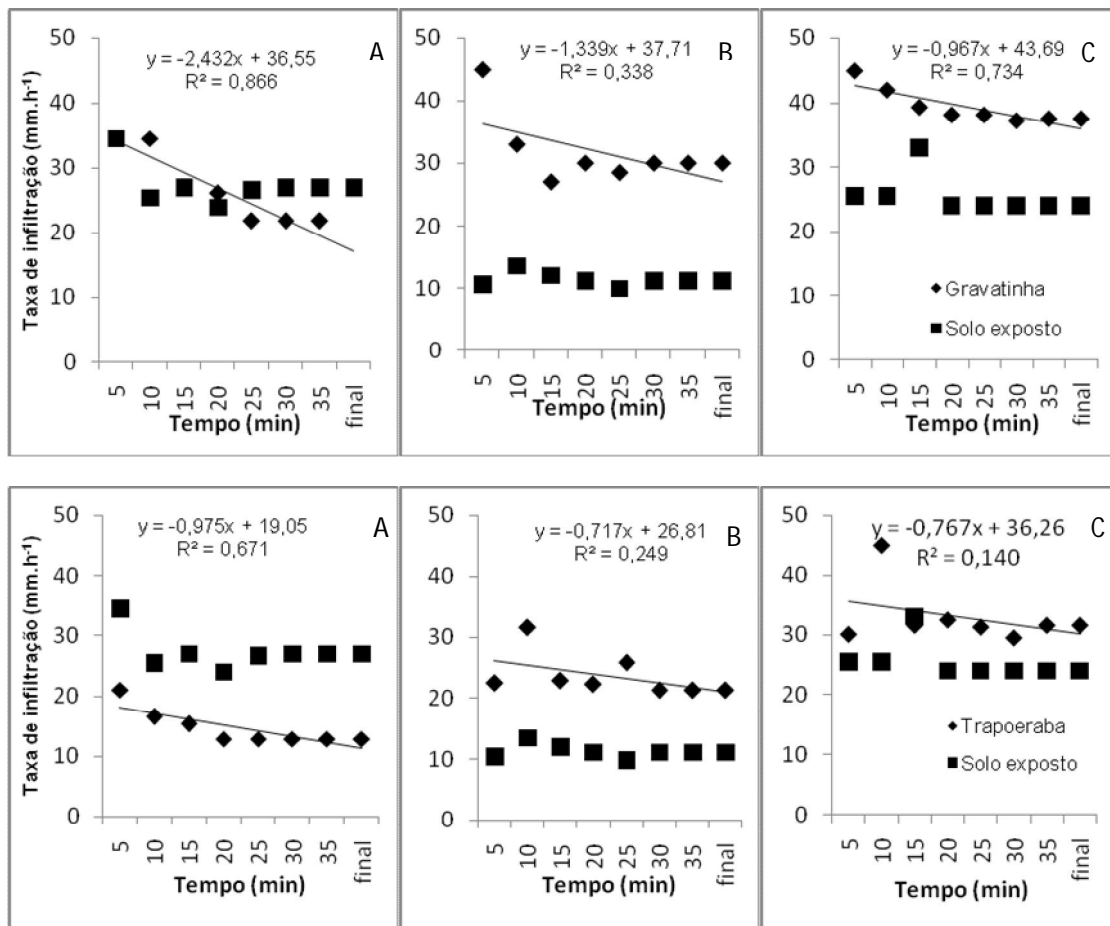 y = -2,432x + 36,55
R² = 0,866
A
50
40
30
20
10
0
Taxa de infiltração (mm.h⁻¹)
5 10 15 20 25 30 35 final
Tempo (min)
y = -1,339x + 37,71
R² = 0,338
B
50
40
30
20
10
0
5 10 15 20 25 30 35 final
Tempo (min)
y = -0,967x + 43,69
R² = 0,734
C
50
40
30
20
10
0
Gravatinha
Solo exposto
5 10 15 20 25 30 35 final
Tempo (min)
y = -0,975x + 19,05
R² = 0,671
A
50
40
30
20
10
0
Taxa de infiltração (mm.h⁻¹)
5 10 15 20 25 30 35 final
Tempo (min)
y = -0,717x + 26,81
R² = 0,249
B
50
40
30
20
10
0
5 10 15 20 25 30 35 final
Tempo (min)
y = -0,767x + 36,26
R² = 0,140
C
50
40
30
20
10
0
Trapoeraba
Solo exposto
5 10 15 20 25 30 35 final
Tempo (min)